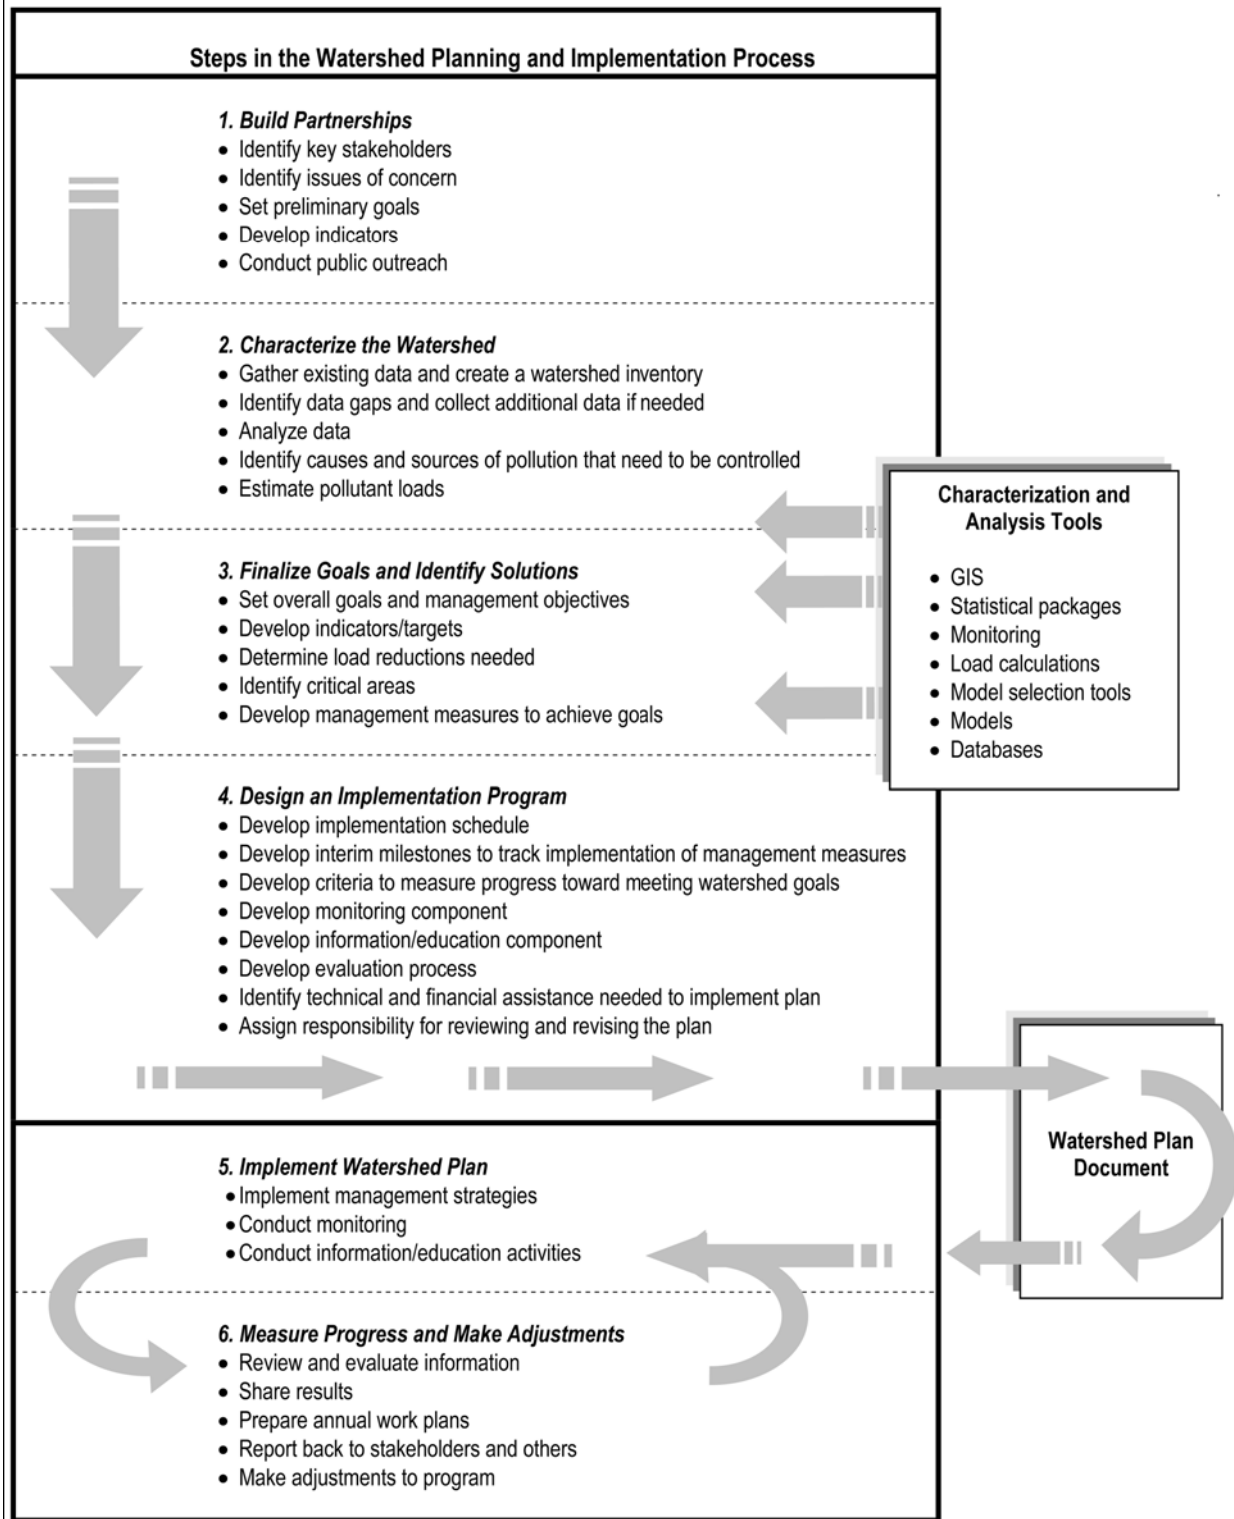 Steps in the Watershed Planning and Implementation Process
1. Build Partnerships
• Identify key stakeholders
• Identify issues of concern
• Set preliminary goals
• Develop indicators
• Conduct public outreach
2. Characterize the Watershed
• Gather existing data and create a watershed inventory
• Identify data gaps and collect additional data if needed
• Analyze data
• Identify causes and sources of pollution that need to be controlled
• Estimate pollutant loads
Characterization and
Analysis Tools
• GIS
• Statistical packages
• Monitoring
• Load calculations
• Model selection tools
• Models
• Databases
3. Finalize Goals and Identify Solutions
• Set overall goals and management objectives
• Develop indicators/targets
• Determine load reductions needed
• Identify critical areas
• Develop management measures to achieve goals
4. Design an Implementation Program
• Develop implementation schedule
• Develop interim milestones to track implementation of management measures
• Develop criteria to measure progress toward meeting watershed goals
• Develop monitoring component
• Develop information/education component
• Develop evaluation process
• Identify technical and financial assistance needed to implement plan
• Assign responsibility for reviewing and revising the plan
Watershed Plan
Document
5. Implement Watershed Plan
• Implement management strategies
• Conduct monitoring
• Conduct information/education activities
6. Measure Progress and Make Adjustments
• Review and evaluate information
• Share results
• Prepare annual work plans
• Report back to stakeholders and others
• Make adjustments to program